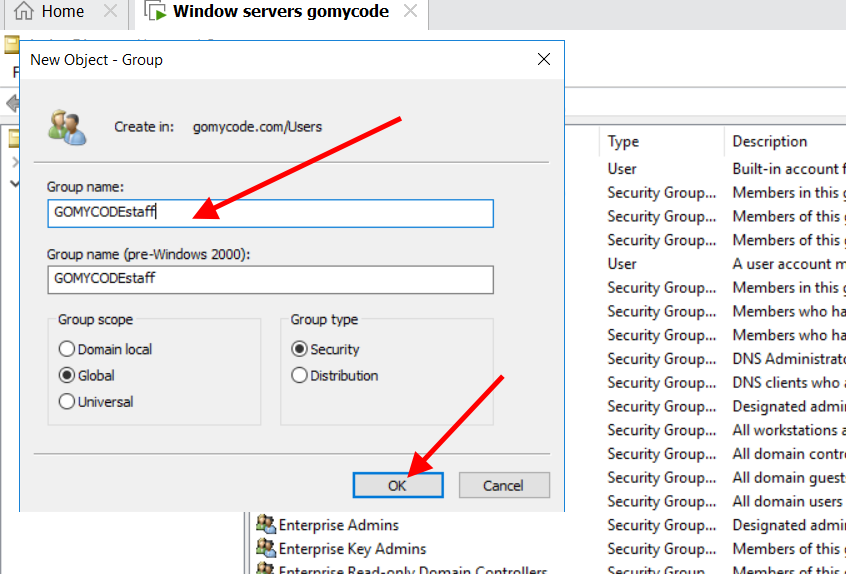 Home
Window servers gomycode
New Object - Group
Create in: gomycode.com/Users
Group name:
GOMYCODEstaff
Group name (pre-Windows 2000):
GOMYCODEstaff
Group scope
Domain local
Global
Universal
Group type
Security
Distribution
OK
Cancel
Type Description
User Built-in account f
Security Group... Members in this g
Security Group... Members of this g
Security Group... Members of this g
User A user account m
Security Group... Members in this g
Security Group... Members who ha
Security Group... Members who ha
Security Group... DNS Administrato
Security Group... DNS clients who a
Security Group... Designated admin
Security Group... All workstations a
Security Group... All domain contro
Security Group... All domain guest
Security Group... All domain users
Enterprise Admins Security Group... Designated admin
Enterprise Key Admins Security Group... Members of this g
Enterprise Read-only Domain Controllers Security Group... Members of this g